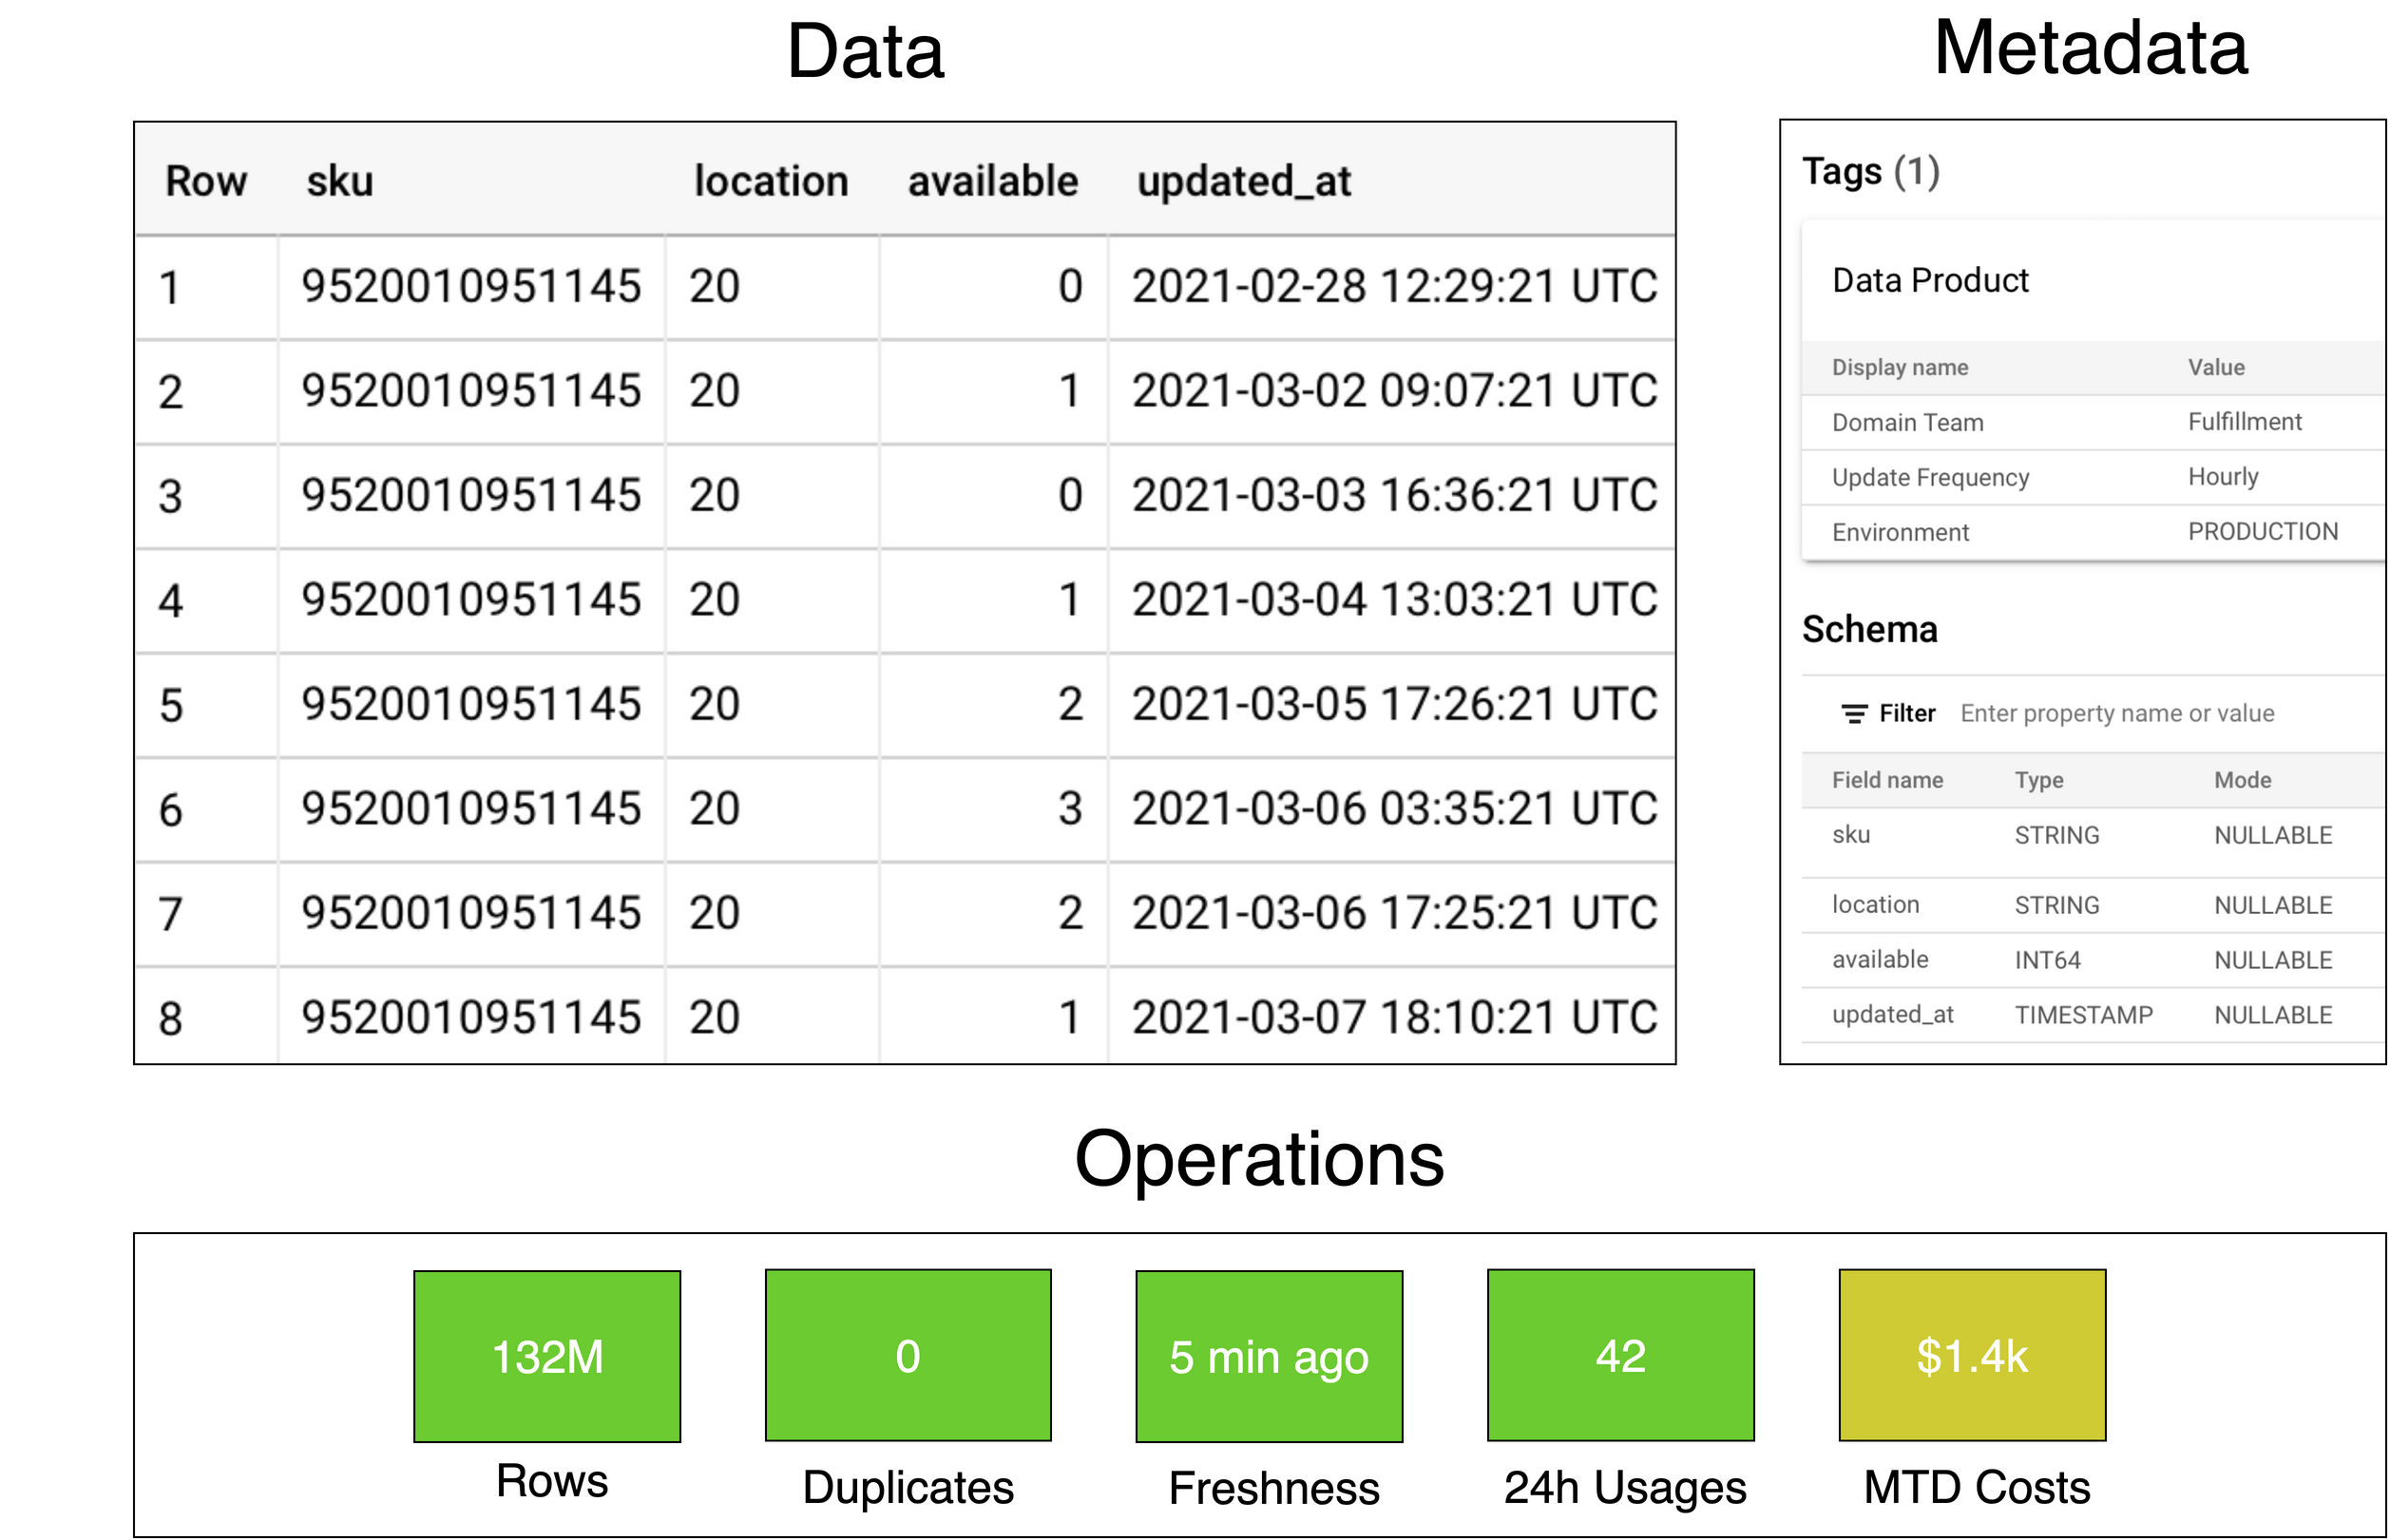 Data
Row sku location available updated_at
1 9520010951145 20 0 2021-02-28 12:29:21 UTC
2 9520010951145 20 1 2021-03-02 09:07:21 UTC
3 9520010951145 20 0 2021-03-03 16:36:21 UTC
4 9520010951145 20 1 2021-03-04 13:03:21 UTC
5 9520010951145 20 2 2021-03-05 17:26:21 UTC
6 9520010951145 20 3 2021-03-06 03:35:21 UTC
7 9520010951145 20 2 2021-03-06 17:25:21 UTC
8 9520010951145 20 1 2021-03-07 18:10:21 UTC
Metadata
Tags (1)
Data Product
Display name Value
Domain Team Fulfillment
Update Frequency Hourly
Environment PRODUCTION
Schema
Filter Enter property name or value
Field name Type Mode
sku STRING NULLABLE
location STRING NULLABLE
available INT64 NULLABLE
updated_at TIMESTAMP NULLABLE
Operations
132M 0 5 min ago 42 $1.4k
Rows Duplicates Freshness 24h Usages MTD Costs